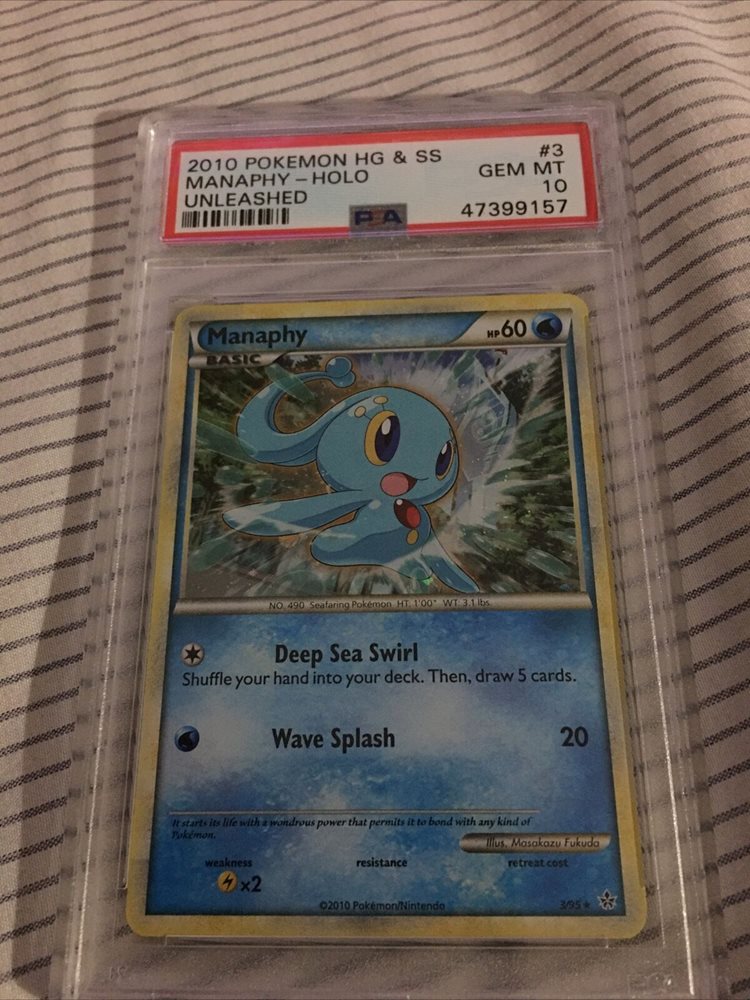 2010 POKEMON HG & SS #3
MANAPHY - HOLO GEM MT
UNLEASHED 10
PSA 47399157
Manaphy HP 60
BASIC
NO. 490 Seafaring Pokémon HT: 1'00" WT: 3.1 lbs.
Deep Sea Swirl
Shuffle your hand into your deck. Then, draw 5 cards.
Wave Splash 20
It starts its life with a wondrous power that permits it to bond with any kind of
Pokémon.
Illus. Masakazu Fukuda
weakness resistance retreat cost
×2
©2010 Pokémon/Nintendo 3/95 ★